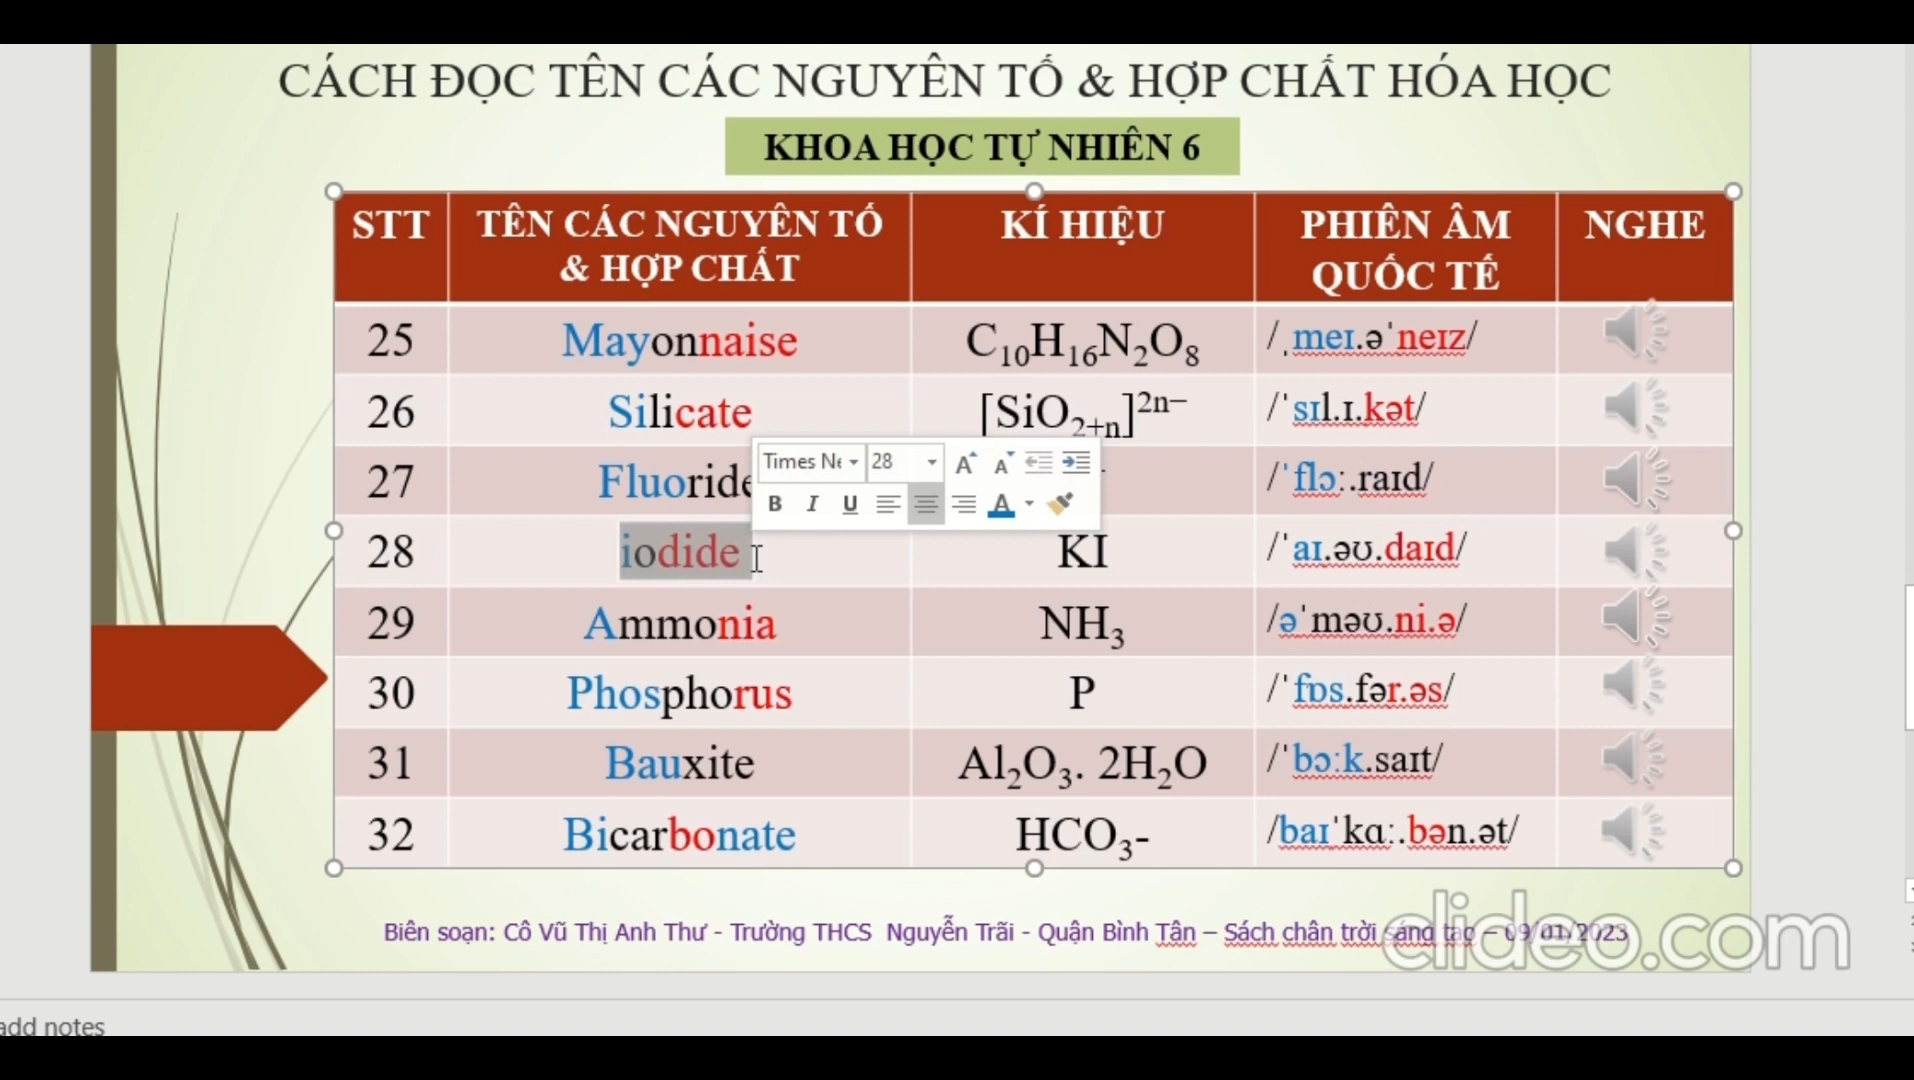 CÁCH ĐỌC TÊN CÁC NGUYÊN TỐ & HỢP CHẤT HÓA HỌC
KHOA HỌC TỰ NHIÊN 6
STT TÊN CÁC NGUYÊN TỐ & HỢP CHẤT KÍ HIỆU PHIÊN ÂM QUỐC TẾ NGHE
25 Mayonnaise C₁₀H₁₆N₂O₈ /ˌmeɪ.əˈneɪz/
26 Silicate [SiO₂₊ₙ]²ⁿ⁻ /ˈsɪl.ɪ.kət/
Times Ne 28 A A
27 Fluoride /ˈflɔː.raɪd/
B I U A
28 iodide KI /ˈaɪ.əʊ.daɪd/
29 Ammonia NH₃ /əˈməʊ.ni.ə/
30 Phosphorus P /ˈfɒs.fər.əs/
31 Bauxite Al₂O₃. 2H₂O /ˈbɔːk.saɪt/
32 Bicarbonate HCO₃- /baɪˈkɑː.bən.ət/
Biên soạn: Cô Vũ Thị Anh Thư - Trường THCS Nguyễn Trãi - Quận Bình Tân – Sách chân trời sáng tạo – 09/01/2023
clideo.com
add notes